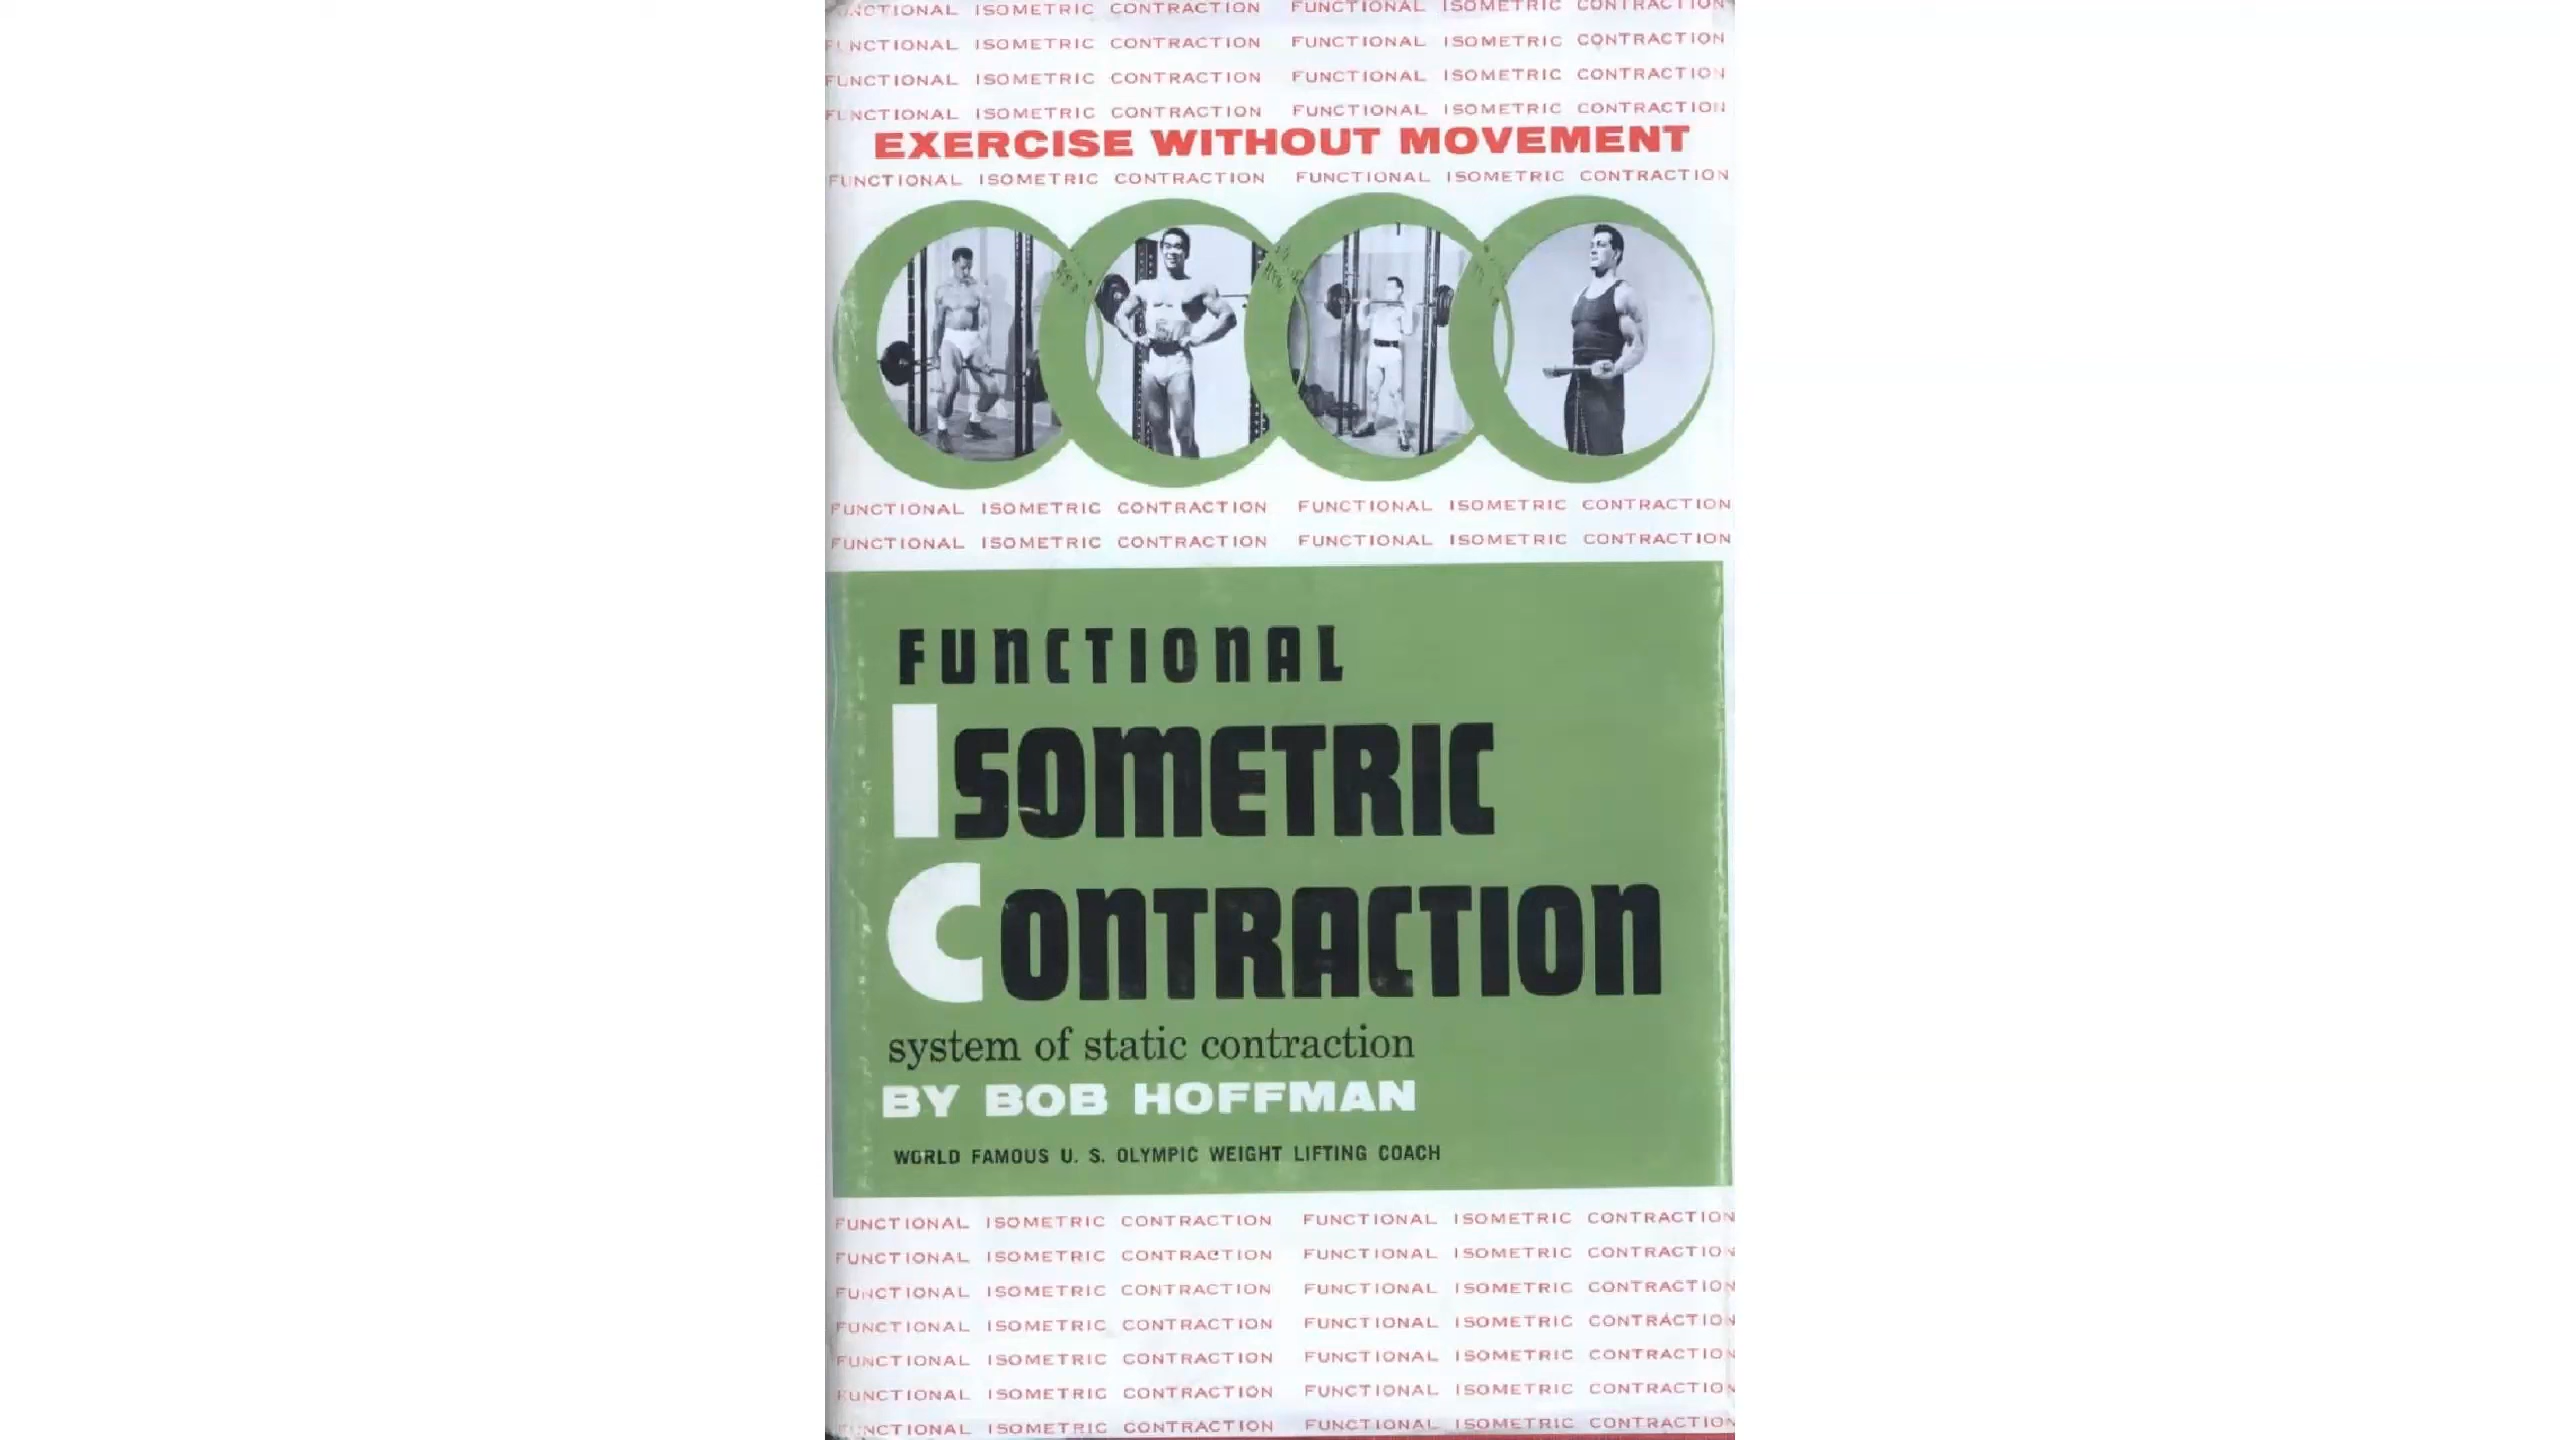 FUNCTIONAL ISOMETRIC CONTRACTION FUNCTIONAL ISOMETRIC CONTRACTION
FUNCTIONAL ISOMETRIC CONTRACTION FUNCTIONAL ISOMETRIC CONTRACTION
FUNCTIONAL ISOMETRIC CONTRACTION FUNCTIONAL ISOMETRIC CONTRACTION
FUNCTIONAL ISOMETRIC CONTRACTION FUNCTIONAL ISOMETRIC CONTRACTION
EXERCISE WITHOUT MOVEMENT
FUNCTIONAL ISOMETRIC CONTRACTION FUNCTIONAL ISOMETRIC CONTRACTION
FUNCTIONAL ISOMETRIC CONTRACTION FUNCTIONAL ISOMETRIC CONTRACTION
FUNCTIONAL ISOMETRIC CONTRACTION FUNCTIONAL ISOMETRIC CONTRACTION
FUNCTIONAL
ISOMETRIC
CONTRACTION
system of static contraction
BY BOB HOFFMAN
WORLD FAMOUS U. S. OLYMPIC WEIGHT LIFTING COACH
FUNCTIONAL ISOMETRIC CONTRACTION FUNCTIONAL ISOMETRIC CONTRACTION
FUNCTIONAL ISOMETRIC CONTRACTION FUNCTIONAL ISOMETRIC CONTRACTION
FUNCTIONAL ISOMETRIC CONTRACTION FUNCTIONAL ISOMETRIC CONTRACTION
FUNCTIONAL ISOMETRIC CONTRACTION FUNCTIONAL ISOMETRIC CONTRACTION
FUNCTIONAL ISOMETRIC CONTRACTION FUNCTIONAL ISOMETRIC CONTRACTION
FUNCTIONAL ISOMETRIC CONTRACTION FUNCTIONAL ISOMETRIC CONTRACTION
FUNCTIONAL ISOMETRIC CONTRACTION FUNCTIONAL ISOMETRIC CONTRACTION